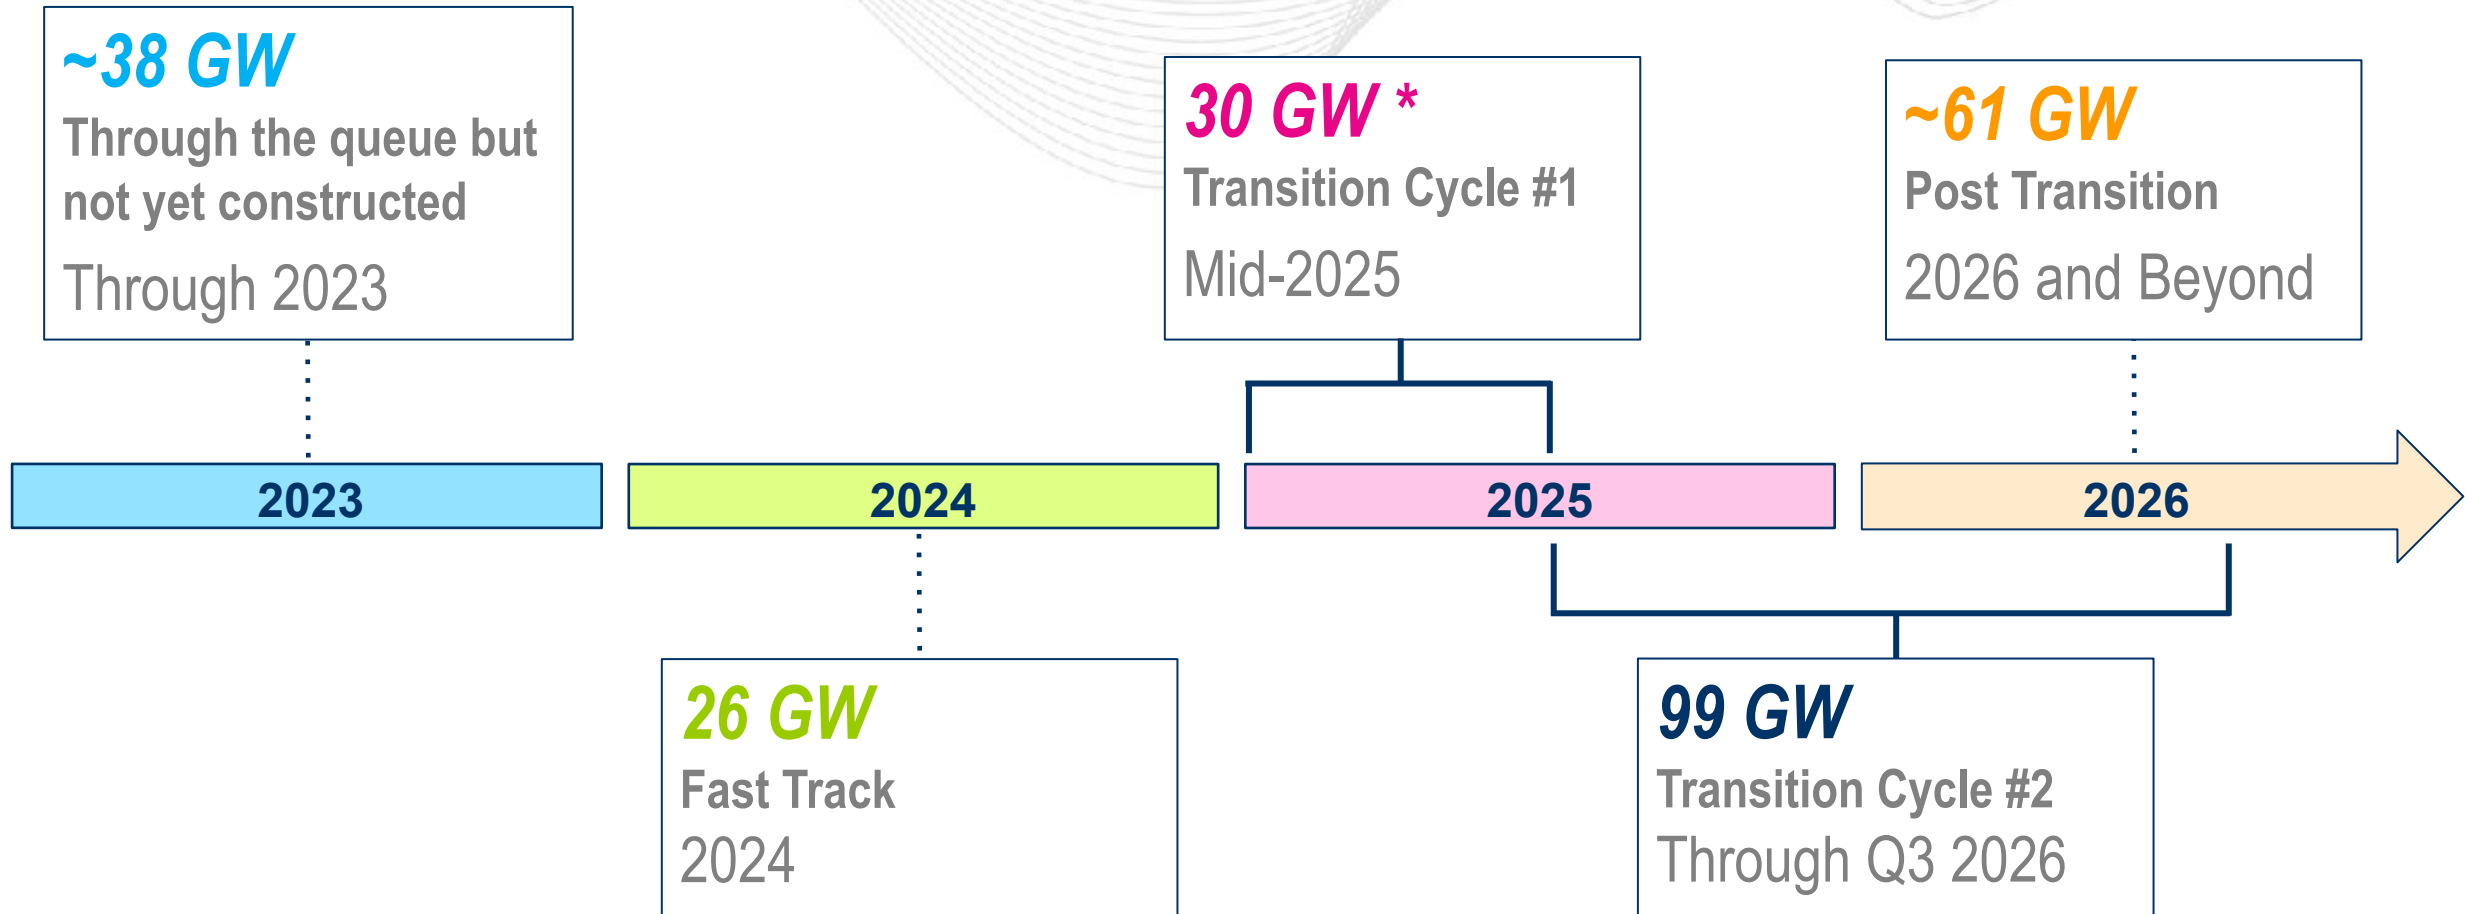 ~38 GW
Through the queue but
not yet constructed
Through 2023
30 GW *
Transition Cycle #1
Mid-2025
~61 GW
Post Transition
2026 and Beyond
2023
2024
2025
2026
26 GW
Fast Track
2024
99 GW
Transition Cycle #2
Through Q3 2026